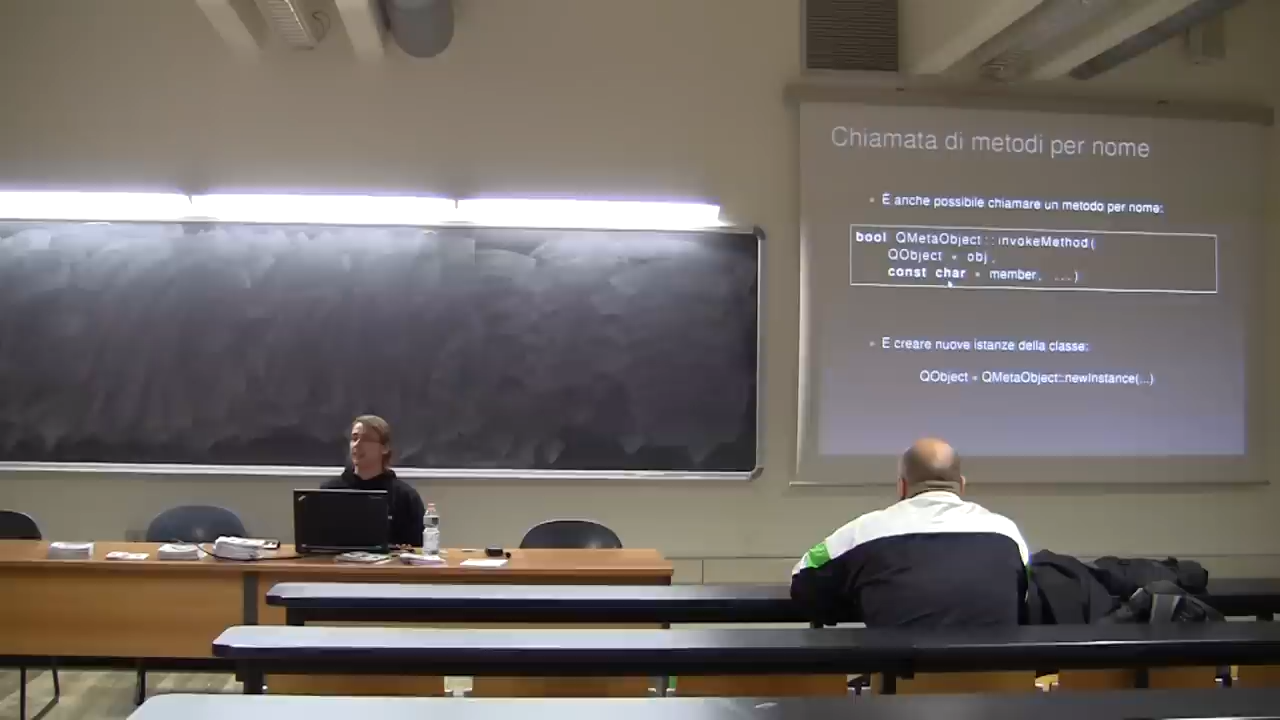 Chiamata di metodi per nome
È anche possibile chiamare un metodo per nome:
bool QMetaObject::invokeMethod(
QObject * obj,
const char * member, ...)
E creare nuove istanze della classe:
QObject * QMetaObject::newInstance(...)